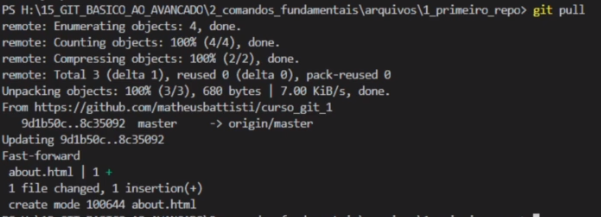 PS H:\15_GIT_BASICO_AO_AVANCADO\2_comandos_fundamentais\arquivos\1_primeiro_repo> git pull
remote: Enumerating objects: 4, done.
remote: Counting objects: 100% (4/4), done.
remote: Compressing objects: 100% (2/2), done.
remote: Total 3 (delta 1), reused 0 (delta 0), pack-reused 0
Unpacking objects: 100% (3/3), 680 bytes | 7.00 KiB/s, done.
From https://github.com/matheusbattisti/curso_git_1
   9d1b50c..8c35092  master     -> origin/master
Updating 9d1b50c..8c35092
Fast-forward
 about.html | 1 +
 1 file changed, 1 insertion(+)
 create mode 100644 about.html